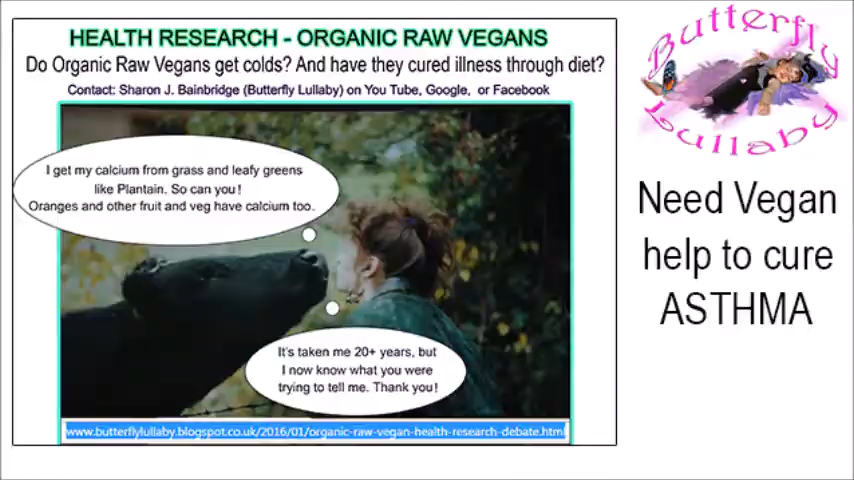 HEALTH RESEARCH - ORGANIC RAW VEGANS
Do Organic Raw Vegans get colds? And have they cured illness through diet?
Contact: Sharon J. Bainbridge (Butterfly Lullaby) on You Tube, Google, or Facebook
I get my calcium from grass and leafy greens
like Plantain. So can you!
Oranges and other fruit and veg have calcium too.
It's taken me 20+ years, but
I now know what you were
trying to tell me. Thank you!
www.butterflylullaby.blogspot.co.uk/2016/01/organic-raw-vegan-health-research-debate.html
Butterfly
Lullaby
Need Vegan
help to cure
ASTHMA